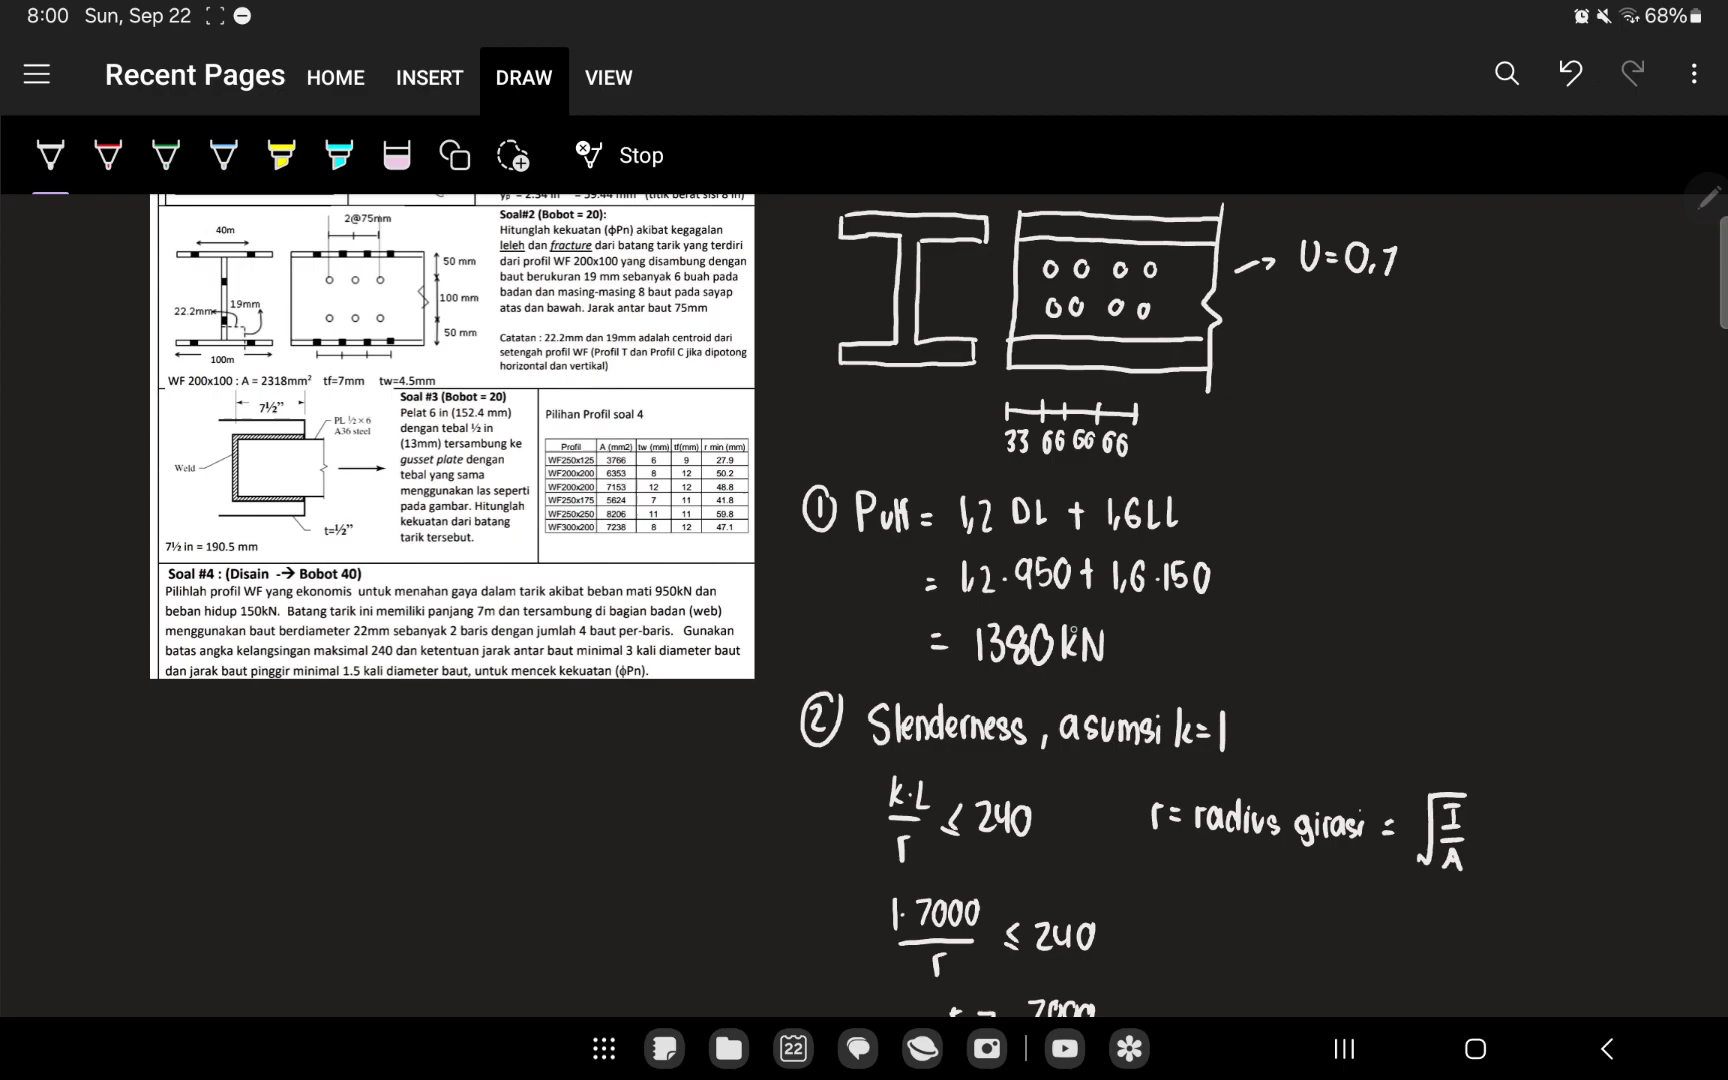 8:00 Sun, Sep 22
68%
Recent Pages HOME INSERT DRAW VIEW
Stop
40m
22.2mm
19mm
100m
2@75mm
50 mm
100 mm
50 mm
WF 200x100 : A = 2318mm² tf=7mm tw=4.5mm
Soal#2 (Bobot = 20):
Hitunglah kekuatan (ϕPn) akibat kegagalan
leleh dan fracture dari batang tarik yang terdiri
dari profil WF 200x100 yang disambung dengan
baut berukuran 19 mm sebanyak 6 buah pada
badan dan masing-masing 8 baut pada sayap
atas dan bawah. Jarak antar baut 75mm
Catatan : 22.2mm dan 19mm adalah centroid dari
setengah profil WF (Profil T dan Profil C jika dipotong
horizontal dan vertikal)
7½"
PL ½ x 6
A36 steel
Weld
t=½"
7½ in = 190.5 mm
Soal #3 (Bobot = 20)
Pelat 6 in (152.4 mm)
dengan tebal ½ in
(13mm) tersambung ke
gusset plate dengan
tebal yang sama
menggunakan las seperti
pada gambar. Hitunglah
kekuatan dari batang
tarik tersebut.
Pilihan Profil soal 4
Profil A (mm2) tw (mm) tf(mm) r min (mm)
WF250x125 3766 6 9 27.9
WF200x200 6353 8 12 50.2
WF200x200 7153 12 12 48.8
WF250x175 5624 7 11 41.8
WF250x250 8206 11 11 59.8
WF300x200 7238 8 12 47.1
Soal #4 : (Disain -→ Bobot 40)
Pilihlah profil WF yang ekonomis untuk menahan gaya dalam tarik akibat beban mati 950kN dan
beban hidup 150kN. Batang tarik ini memiliki panjang 7m dan tersambung di bagian badan (web)
menggunakan baut berdiameter 22mm sebanyak 2 baris dengan jumlah 4 baut per-baris. Gunakan
batas angka kelangsingan maksimal 240 dan ketentuan jarak antar baut minimal 3 kali diameter baut
dan jarak baut pinggir minimal 1.5 kali diameter baut, untuk mencek kekuatan (ϕPn).
U=0,7
33 66 66 66
① Pult = 1,2 DL + 1,6LL
= 1,2.950 + 1,6.150
= 1380 kN
② Slenderness, asumsi k=1
k.L/r ≤ 240
r = radius girasi = √I/A
1.7000/r ≤ 240
22